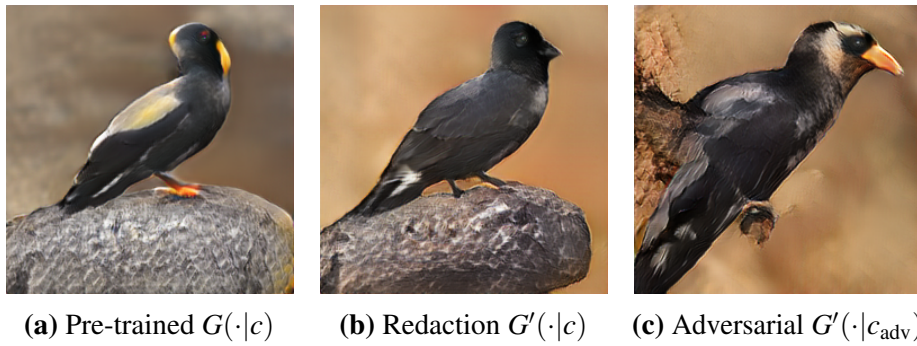 (a) Pre-trained G(·|c) (b) Redaction G′(·|c) (c) Adversarial G′(·|c_adv)